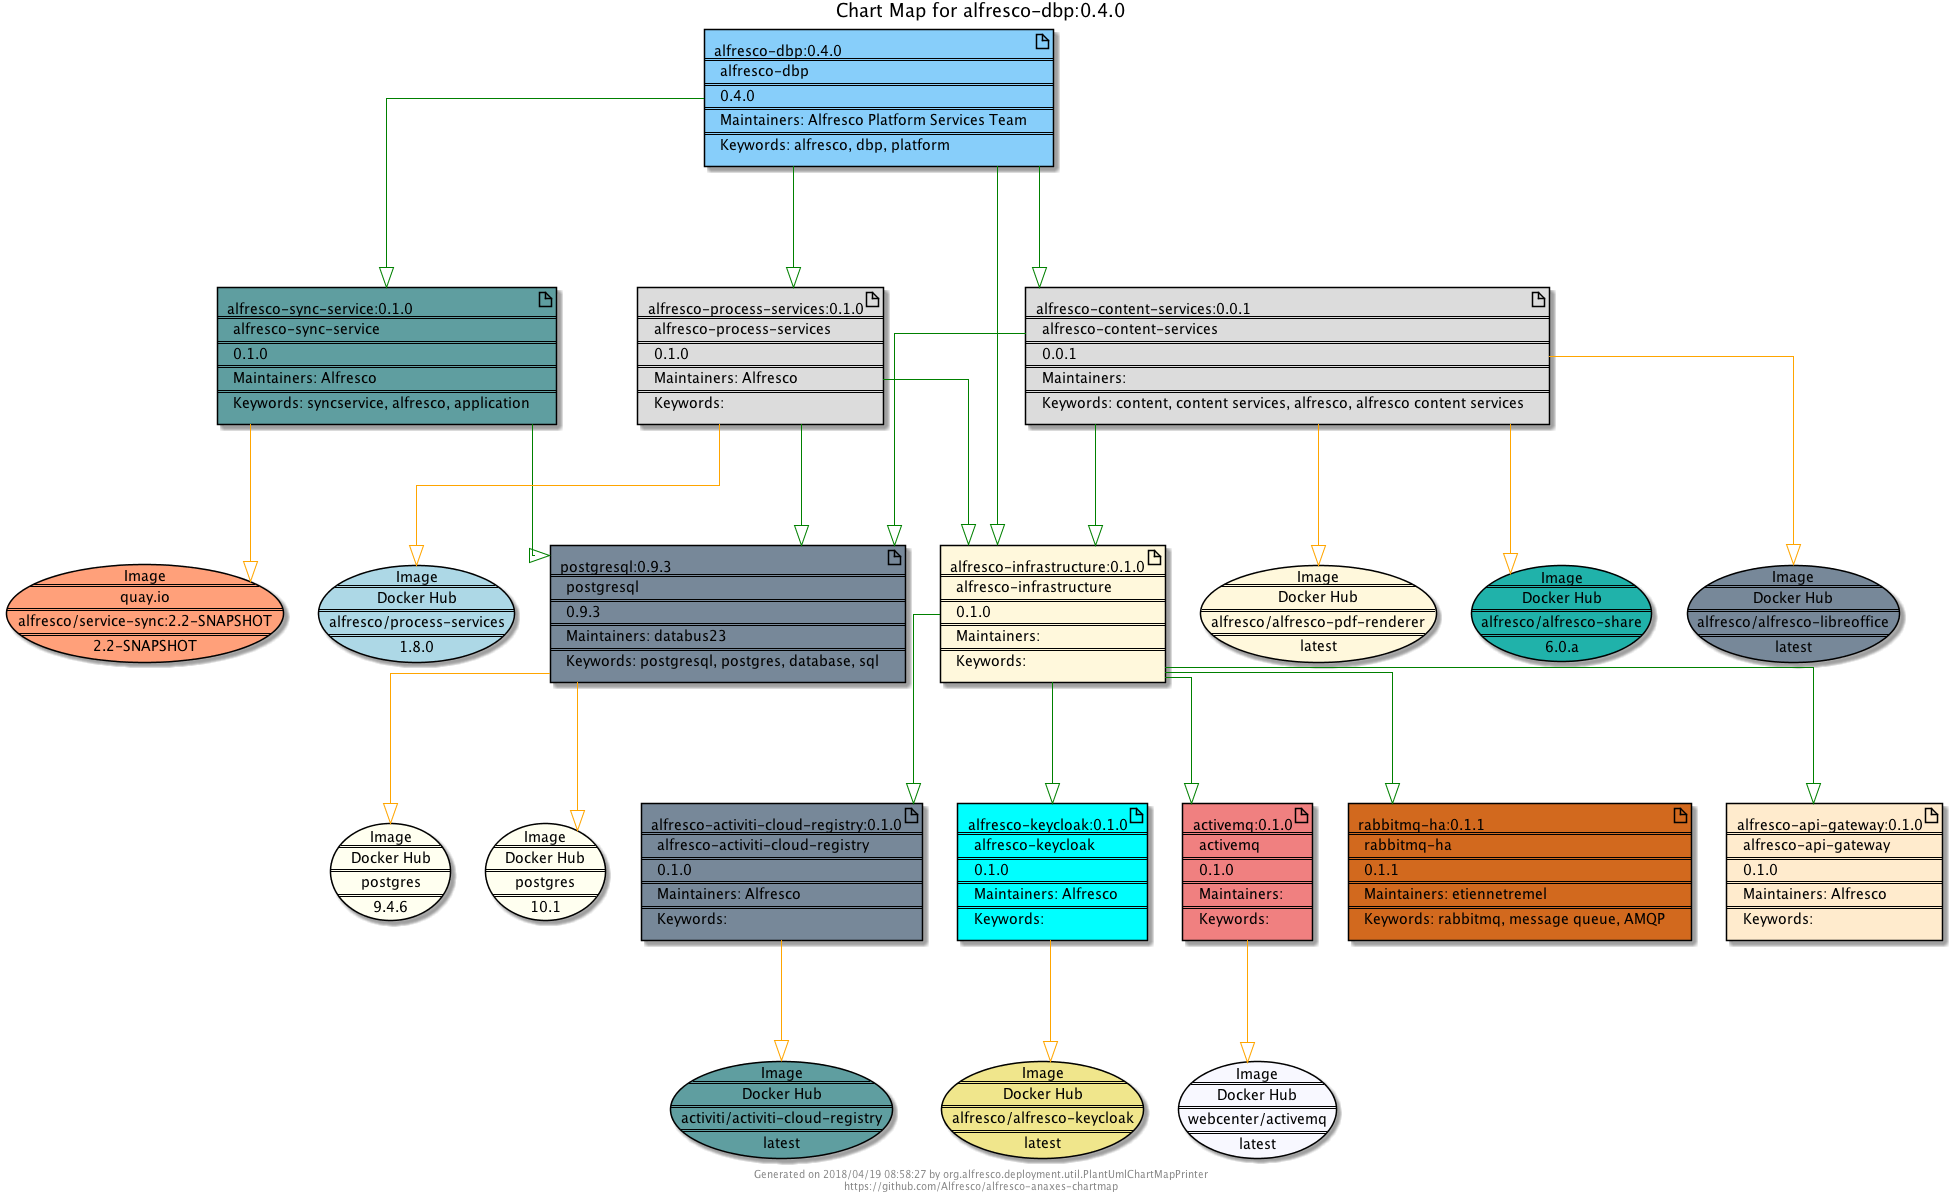 Chart Map for alfresco-dbp:0.4.0
alfresco-dbp:0.4.0
alfresco-dbp
0.4.0
Maintainers: Alfresco Platform Services Team
Keywords: alfresco, dbp, platform
alfresco-sync-service:0.1.0
alfresco-sync-service
0.1.0
Maintainers: Alfresco
Keywords: syncservice, alfresco, application
alfresco-process-services:0.1.0
alfresco-process-services
0.1.0
Maintainers: Alfresco
Keywords:
alfresco-content-services:0.0.1
alfresco-content-services
0.0.1
Maintainers:
Keywords: content, content services, alfresco, alfresco content services
Image
quay.io
alfresco/service-sync:2.2-SNAPSHOT
2.2-SNAPSHOT
Image
Docker Hub
alfresco/process-services
1.8.0
postgresql:0.9.3
postgresql
0.9.3
Maintainers: databus23
Keywords: postgresql, postgres, database, sql
alfresco-infrastructure:0.1.0
alfresco-infrastructure
0.1.0
Maintainers:
Keywords:
Image
Docker Hub
alfresco/alfresco-pdf-renderer
latest
Image
Docker Hub
alfresco/alfresco-share
6.0.a
Image
Docker Hub
alfresco/alfresco-libreoffice
latest
Image
Docker Hub
postgres
9.4.6
Image
Docker Hub
postgres
10.1
alfresco-activiti-cloud-registry:0.1.0
alfresco-activiti-cloud-registry
0.1.0
Maintainers: Alfresco
Keywords:
alfresco-keycloak:0.1.0
alfresco-keycloak
0.1.0
Maintainers: Alfresco
Keywords:
activemq:0.1.0
activemq
0.1.0
Maintainers:
Keywords:
rabbitmq-ha:0.1.1
rabbitmq-ha
0.1.1
Maintainers: etiennetremel
Keywords: rabbitmq, message queue, AMQP
alfresco-api-gateway:0.1.0
alfresco-api-gateway
0.1.0
Maintainers: Alfresco
Keywords:
Image
Docker Hub
activiti/activiti-cloud-registry
latest
Image
Docker Hub
alfresco/alfresco-keycloak
latest
Image
Docker Hub
webcenter/activemq
latest
Generated on 2018/04/19 08:58:27 by org.alfresco.deployment.util.PlantUmlChartMapPrinter
https://github.com/Alfresco/alfresco-anaxes-chartmap